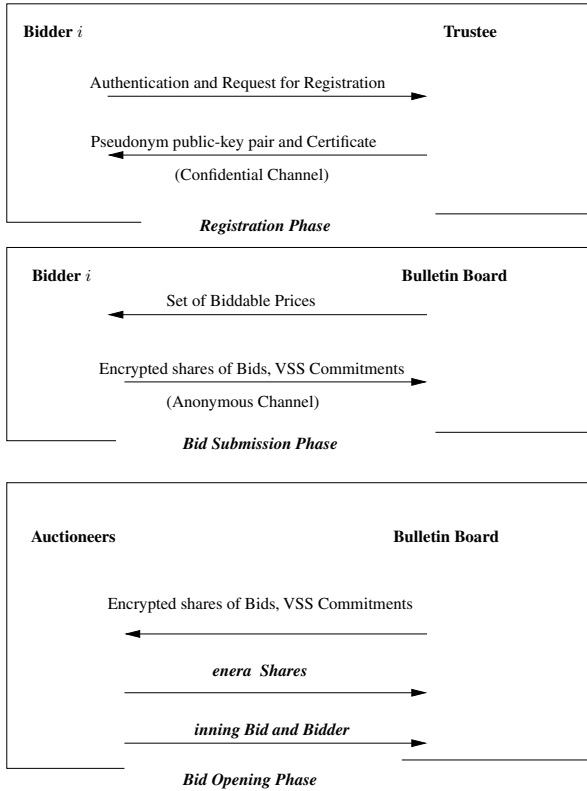 Bidder i Trustee
Authentication and Request for Registration
Pseudonym public-key pair and Certificate
(Confidential Channel)
Registration Phase
Bidder i Bulletin Board
Set of Biddable Prices
Encrypted shares of Bids, VSS Commitments
(Anonymous Channel)
Bid Submission Phase
Auctioneers Bulletin Board
Encrypted shares of Bids, VSS Commitments
enera Shares
inning Bid and Bidder
Bid Opening Phase